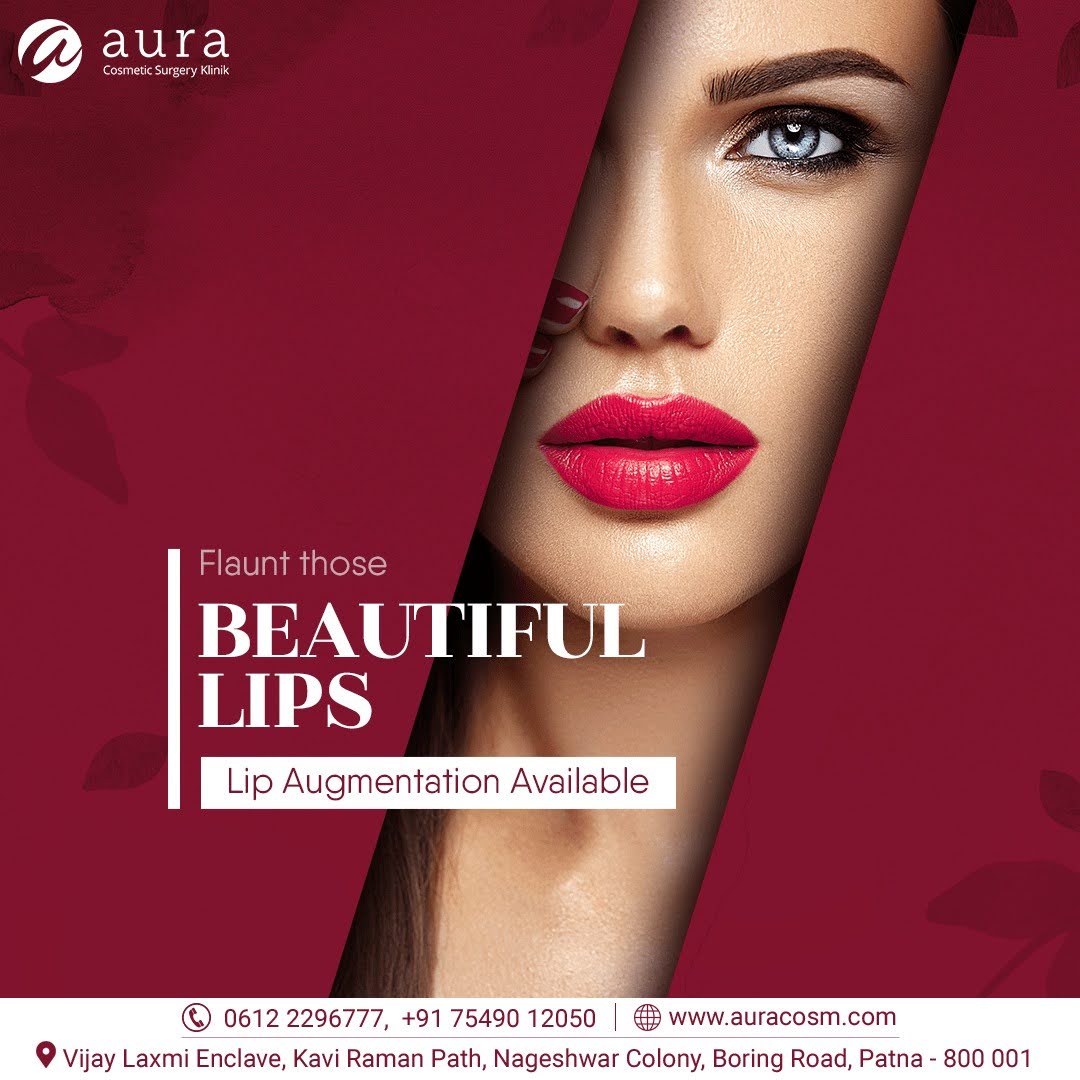 aura
Cosmetic Surgery Klinik
Flaunt those
BEAUTIFUL
LIPS
Lip Augmentation Available
0612 2296777, +91 75490 12050 | www.auracosm.com
Vijay Laxmi Enclave, Kavi Raman Path, Nageshwar Colony, Boring Road, Patna - 800 001